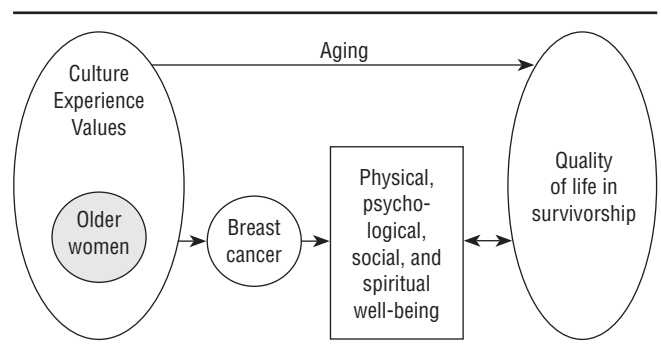 Aging
Culture
Experience
Values
Older
women
Breast
cancer
Physical,
psycho-
logical,
social, and
spiritual
well-being
Quality
of life in
survivorship